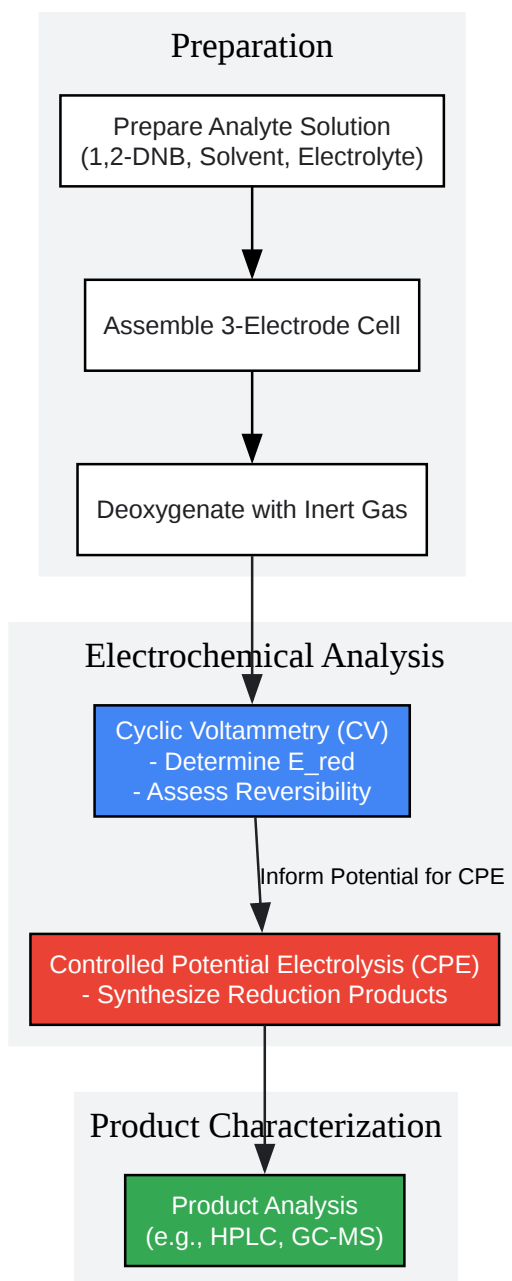 Preparation
Prepare Analyte Solution
(1,2-DNB, Solvent, Electrolyte)
Assemble 3-Electrode Cell
Deoxygenate with Inert Gas
Electrochemical Analysis
Cyclic Voltammetry (CV)
- Determine E_red
- Assess Reversibility
Inform Potential for CPE
Controlled Potential Electrolysis (CPE)
- Synthesize Reduction Products
Product Characterization
Product Analysis
(e.g., HPLC, GC-MS)